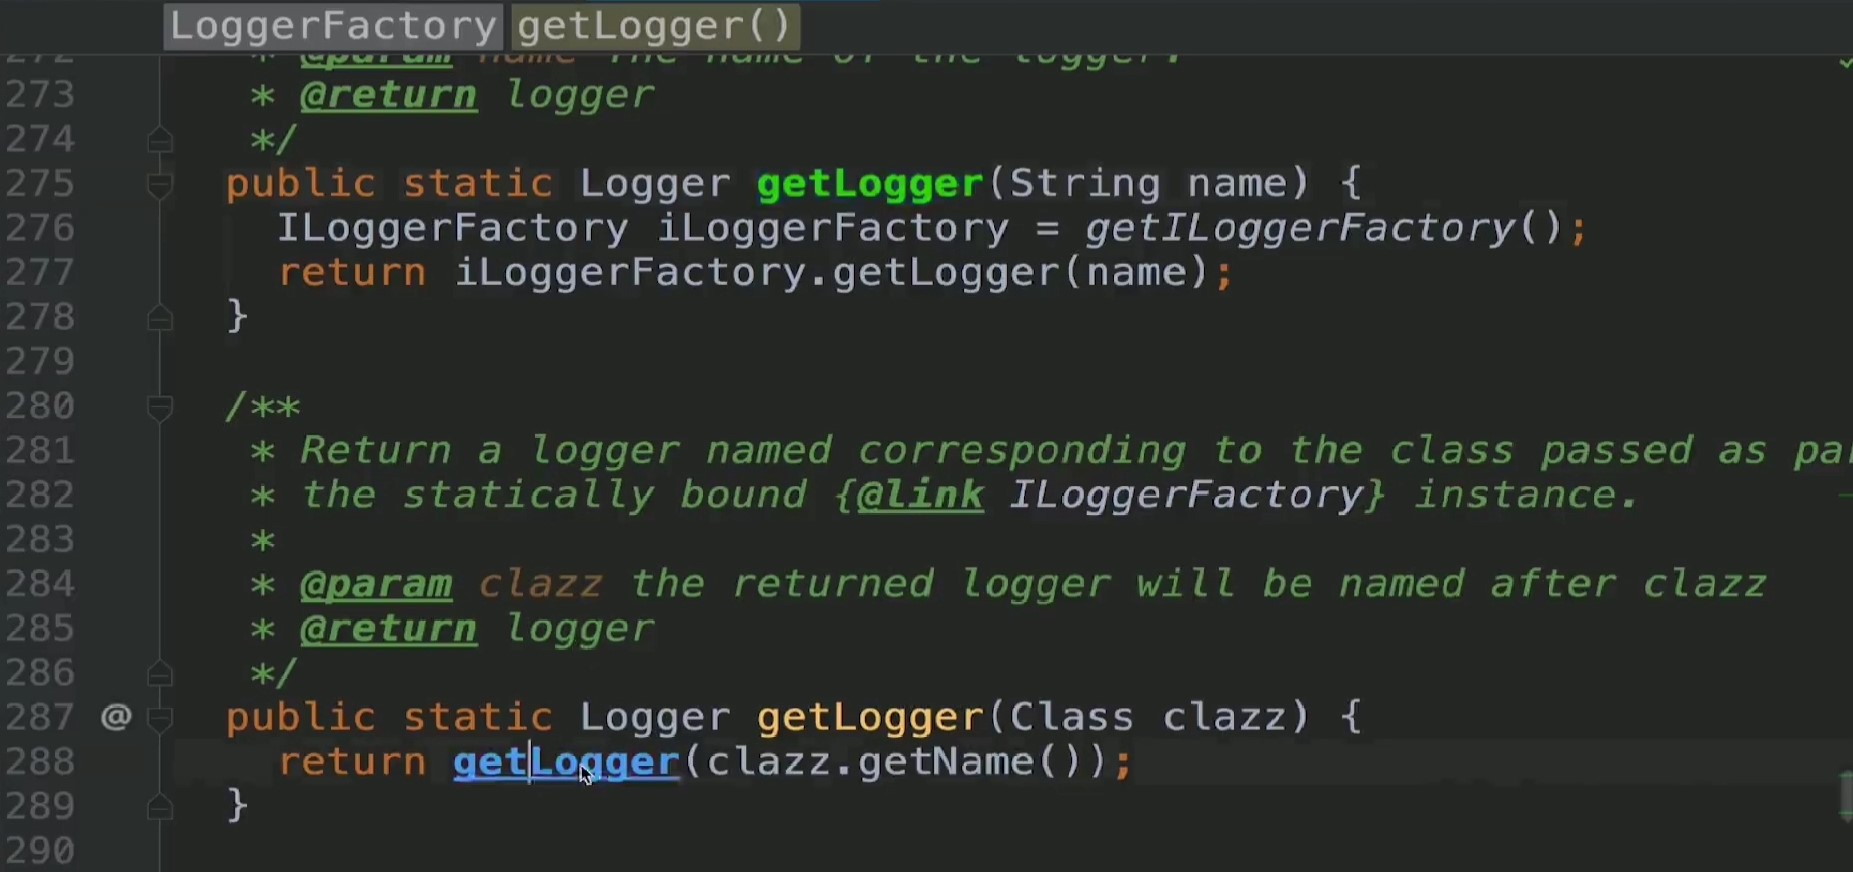 LoggerFactory getLogger()
272 * @param name The name of the logger.
273 * @return logger
274 */
275 public static Logger getLogger(String name) {
276 ILoggerFactory iLoggerFactory = getILoggerFactory();
277 return iLoggerFactory.getLogger(name);
278 }
279
280 /**
281 * Return a logger named corresponding to the class passed as
282 * the statically bound {@link ILoggerFactory} instance.
283 *
284 * @param clazz the returned logger will be named after clazz
285 * @return logger
286 */
287 @ public static Logger getLogger(Class clazz) {
288 return getLogger(clazz.getName());
289 }
290